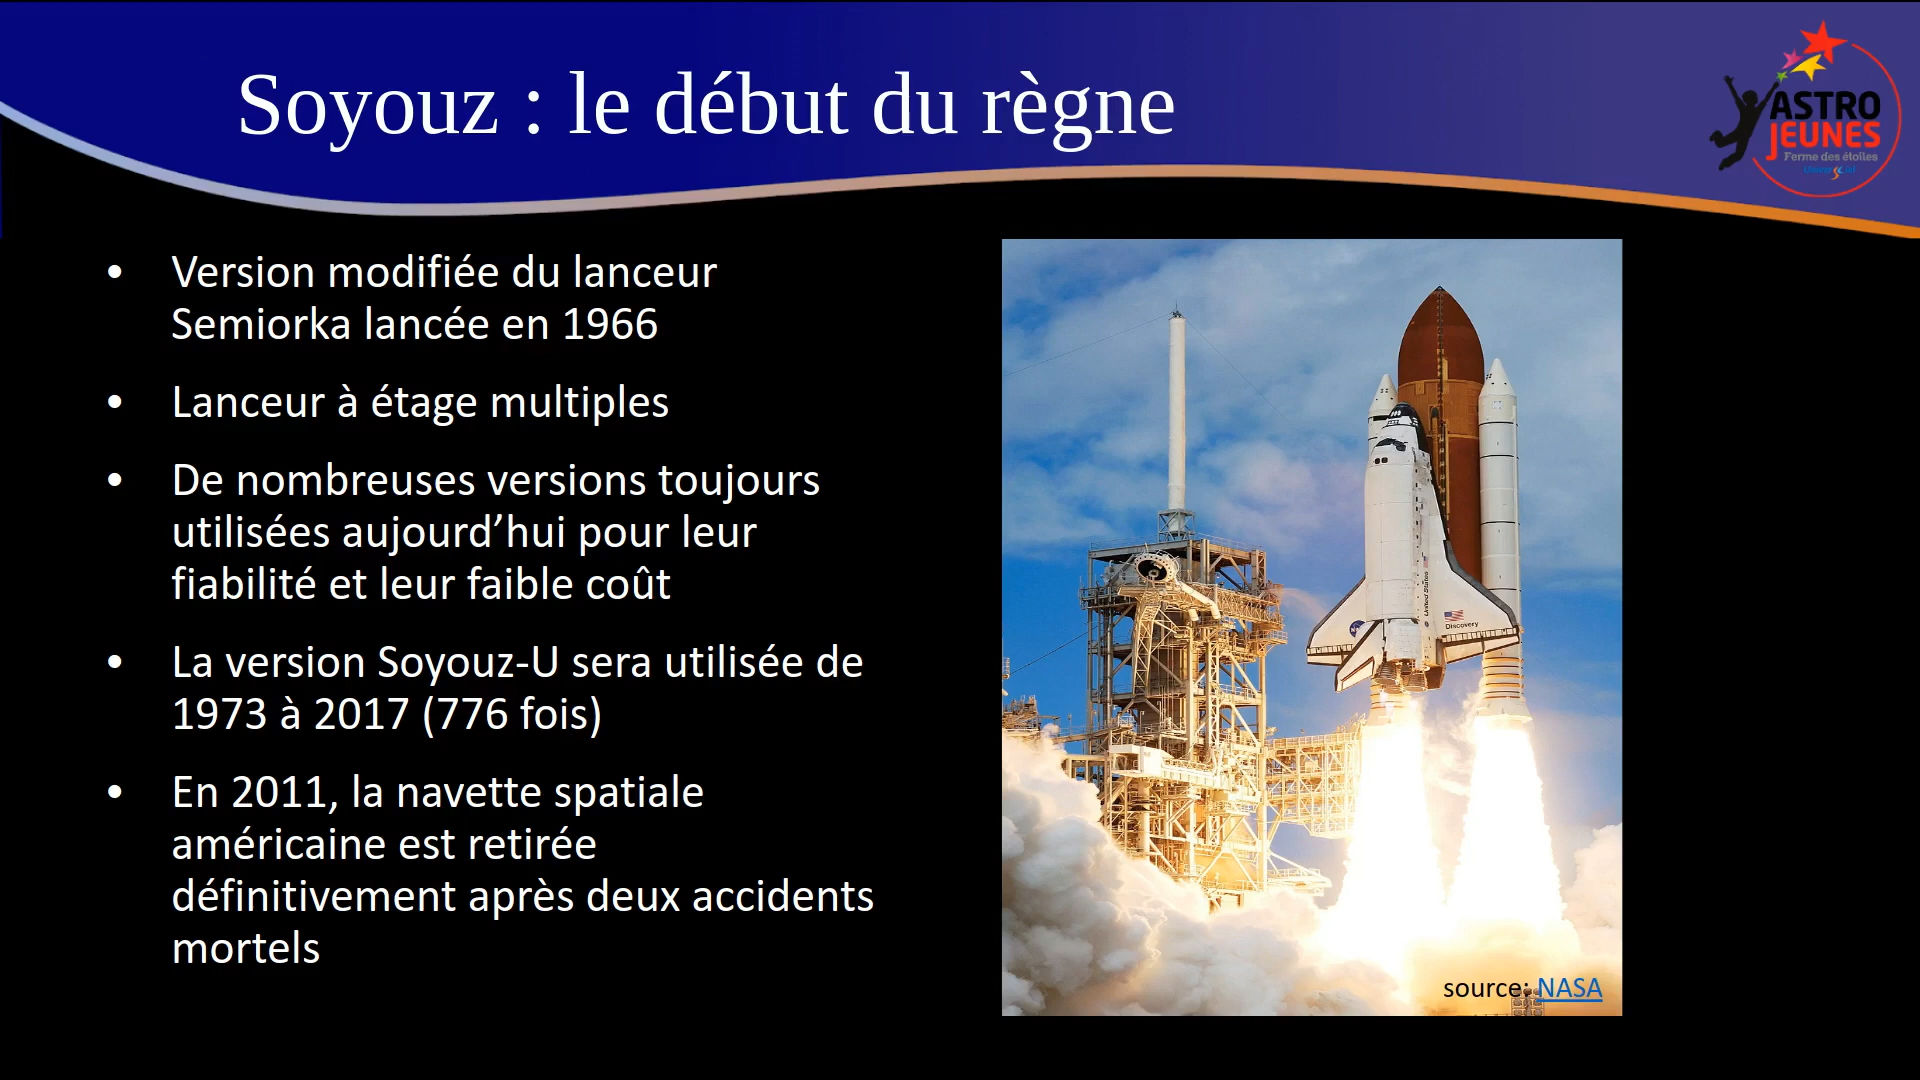 Soyouz : le début du règne
ASTRO
JEUNES
Ferme des étoiles
• Version modifiée du lanceur
Semiorka lancée en 1966
• Lanceur à étage multiples
• De nombreuses versions toujours
utilisées aujourd’hui pour leur
fiabilité et leur faible coût
• La version Soyouz-U sera utilisée de
1973 à 2017 (776 fois)
• En 2011, la navette spatiale
américaine est retirée
définitivement après deux accidents
mortels
United States
Discovery
source: NASA